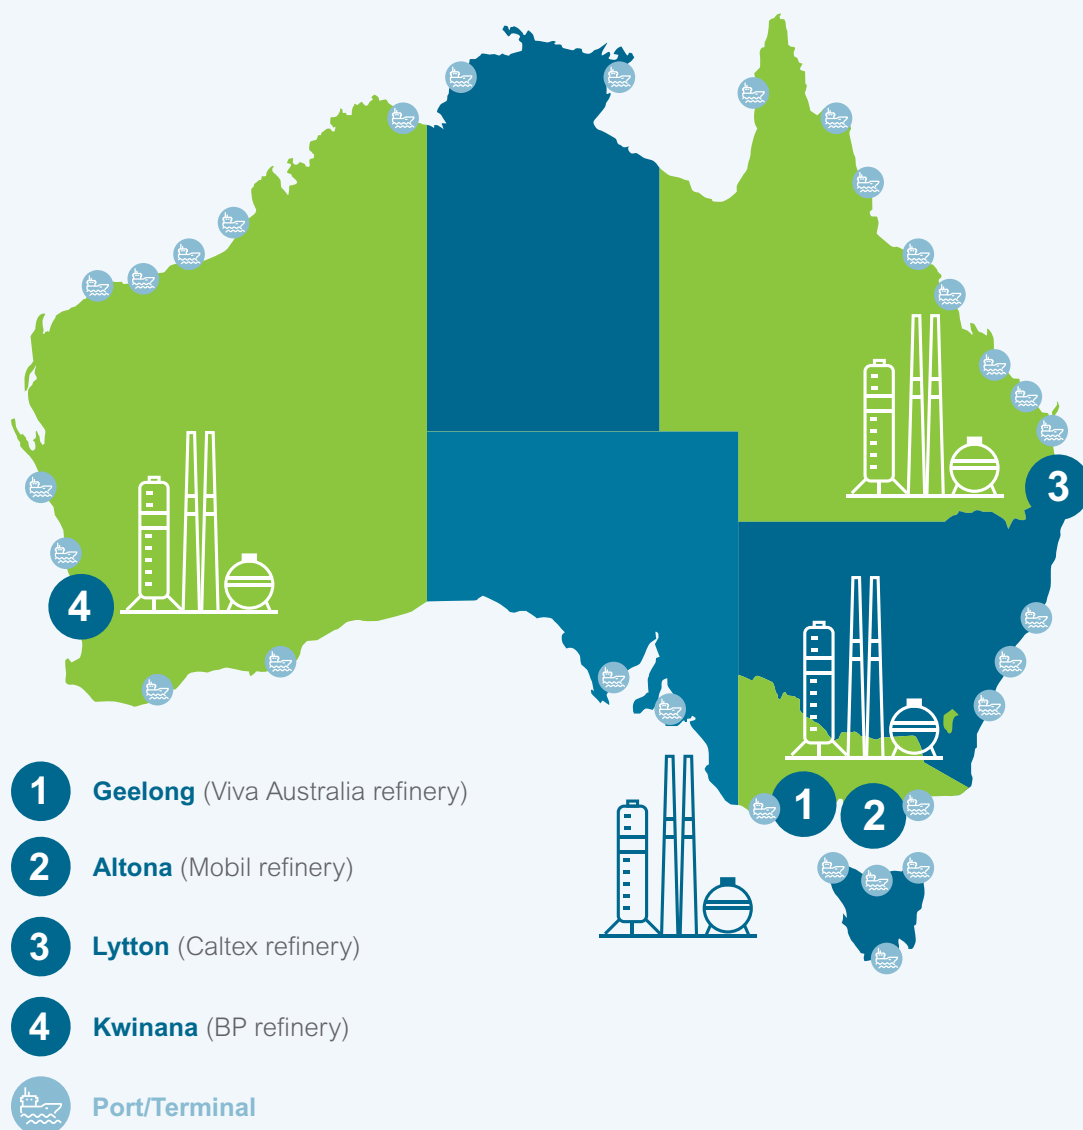 3
4
1
2
1 Geelong (Viva Australia refinery)
2 Altona (Mobil refinery)
3 Lytton (Caltex refinery)
4 Kwinana (BP refinery)
Port/Terminal